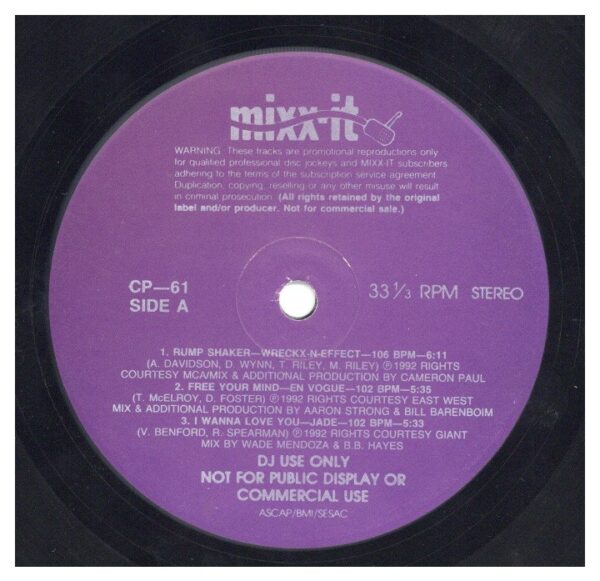 mixx-it
WARNING: These tracks are promotional reproductions only
for qualified professional disc jockeys and MIXX-IT subscribers
adhering to the terms of the subscription service agreement.
Duplication, copying, reselling or any other misuse will result
in criminal prosecution. (All rights retained by the original
label and/or producer. Not for commercial sale.)
CP—61
SIDE A
33 1/3 RPM STEREO
1. RUMP SHAKER—WRECKX-N-EFFECT—106 BPM—6:11
(A. DAVIDSON, D. WYNN, T. RILEY, M. RILEY) ℗1992 RIGHTS
COURTESY MCA/MIX & ADDITIONAL PRODUCTION BY CAMERON PAUL
2. FREE YOUR MIND—EN VOGUE—102 BPM—5:35
(T. McELROY, D. FOSTER) ℗1992 RIGHTS COURTESY EAST WEST
MIX & ADDITIONAL PRODUCTION BY AARON STRONG & BILL BARENBOIM
3. I WANNA LOVE YOU—JADE—102 BPM—5:33
(V. BENFORD, R. SPEARMAN) ℗1992 RIGHTS COURTESY GIANT
MIX BY WADE MENDOZA & B.B. HAYES
DJ USE ONLY
NOT FOR PUBLIC DISPLAY OR
COMMERCIAL USE
ASCAP/BMI/SESAC